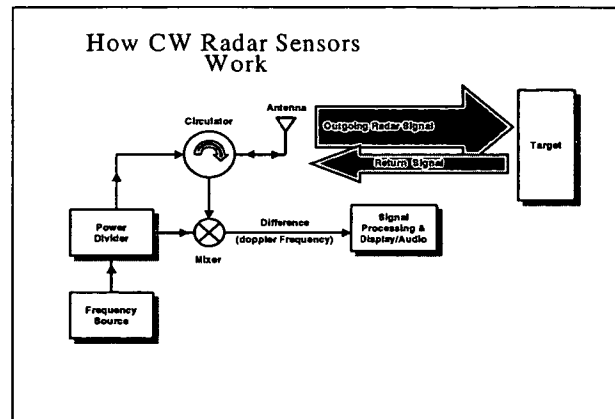 How CW Radar Sensors
Work
Circulator
Antenna
Outgoing Radar Signal
Return Signal
Target
Power
Divider
Mixer
Difference
(doppler Frequency)
Signal
Processing &
Display/Audio
Frequency
Source